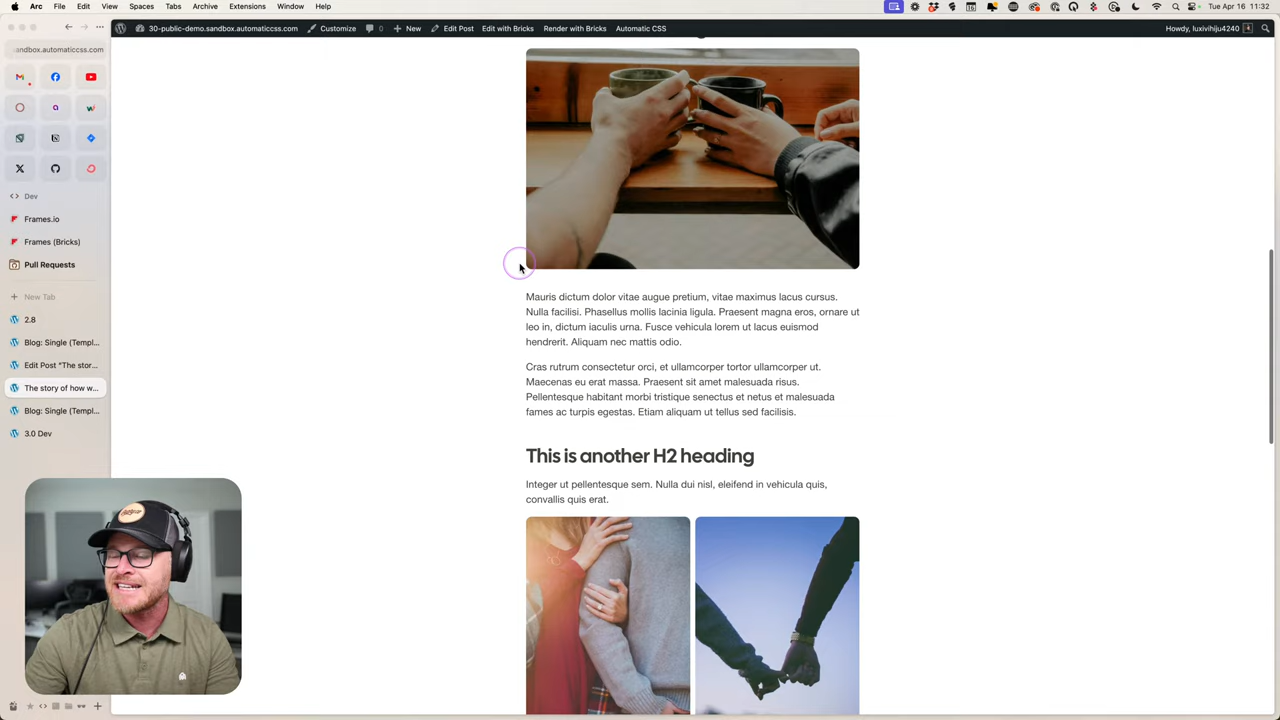 Arc File Edit View Spaces Tabs Archive Extensions Window Help
Tue Apr 16 11:32
30-public-demo.sandbox.automaticcss.com Customize 0 New Edit Post Edit with Bricks Render with Bricks Automatic CSS
Howdy, luxivihiju4240
andbox.automaticcss.com
Dev
Frames.io
Frames (Bricks)
Pull Requests
New Tab
2.8
Blog: Single (Templ...
Edit Post “The stor...
The story of how w...
Blog: Single (Templ...
3.0 Dev
Mauris dictum dolor vitae augue pretium, vitae maximus lacus cursus.
Nulla facilisi. Phasellus mollis lacinia ligula. Praesent magna eros, ornare ut
leo in, dictum iaculis urna. Fusce vehicula lorem ut lacus euismod
hendrerit. Aliquam nec mattis odio.
Cras rutrum consectetur orci, et ullamcorper tortor ullamcorper ut.
Maecenas eu erat massa. Praesent sit amet malesuada risus.
Pellentesque habitant morbi tristique senectus et netus et malesuada
fames ac turpis egestas. Etiam aliquam ut tellus sed facilisis.
This is another H2 heading
Integer ut pellentesque sem. Nulla dui nisl, eleifend in vehicula quis,
convallis quis erat.